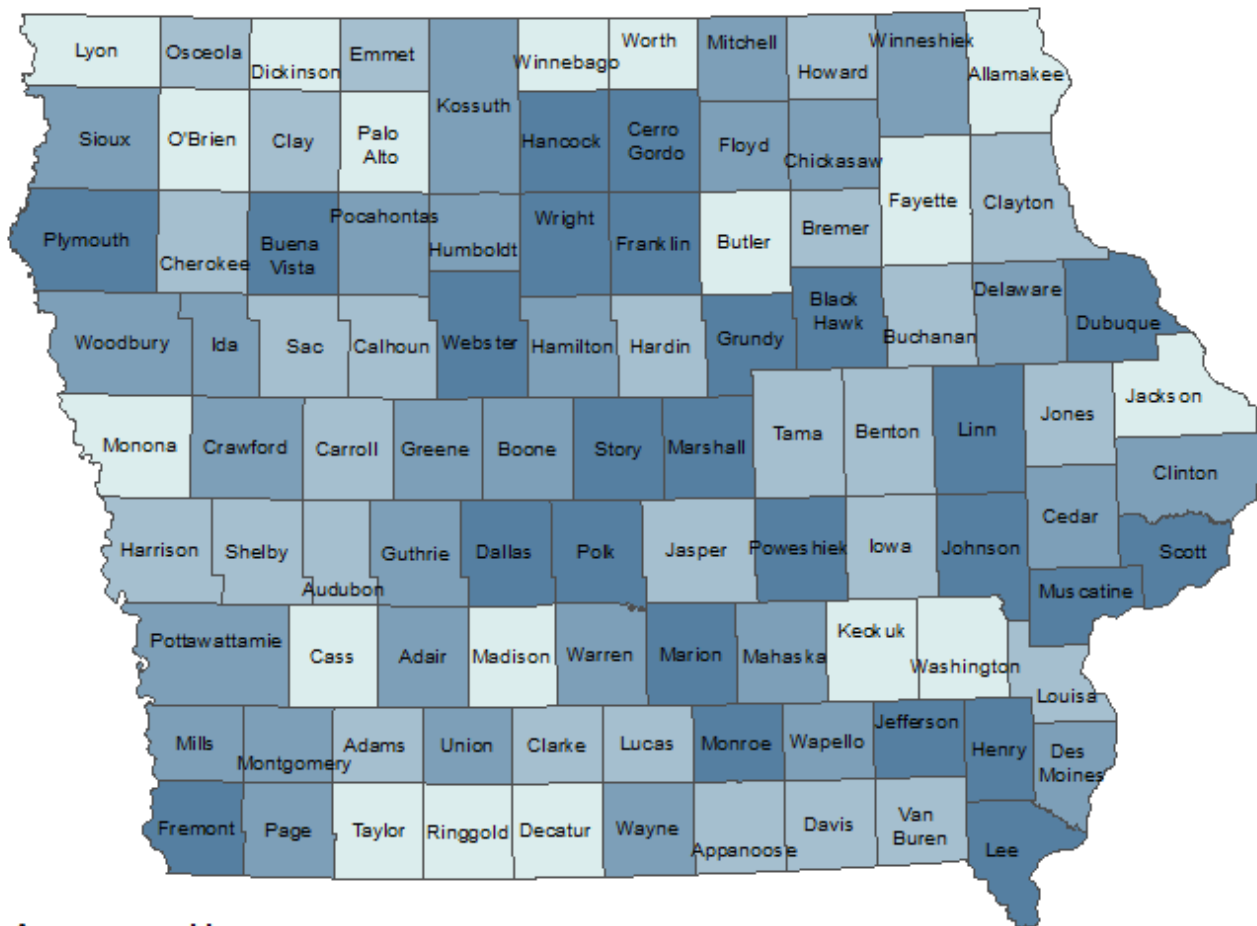 Lyon
Osceola
Dickinson
Emmet
Kossuth
Winnebago
Worth
Mitchell
Howard
Winneshiek
Allamakee
Sioux
O'Brien
Clay
Palo
Alto
Hancock
Cerro
Gordo
Floyd
Chickasaw
Fayette
Clayton
Plymouth
Cherokee
Buena
Vista
Pocahontas
Humboldt
Wright
Franklin
Butler
Bremer
Woodbury
Ida
Sac
Calhoun
Webster
Hamilton
Hardin
Grundy
Black
Hawk
Buchanan
Delaware
Dubuque
Monona
Crawford
Carroll
Greene
Boone
Story
Marshall
Tama
Benton
Linn
Jones
Jackson
Clinton
Harrison
Shelby
Audubon
Guthrie
Dallas
Polk
Jasper
Poweshiek
Iowa
Johnson
Cedar
Scott
Muscatine
Pottawattamie
Cass
Adair
Madison
Warren
Marion
Mahaska
Keokuk
Washington
Louisa
Mills
Montgomery
Adams
Union
Clarke
Lucas
Monroe
Wapello
Jefferson
Henry
Des
Moines
Fremont
Page
Taylor
Ringgold
Decatur
Wayne
Appanoose
Davis
Van
Buren
Lee